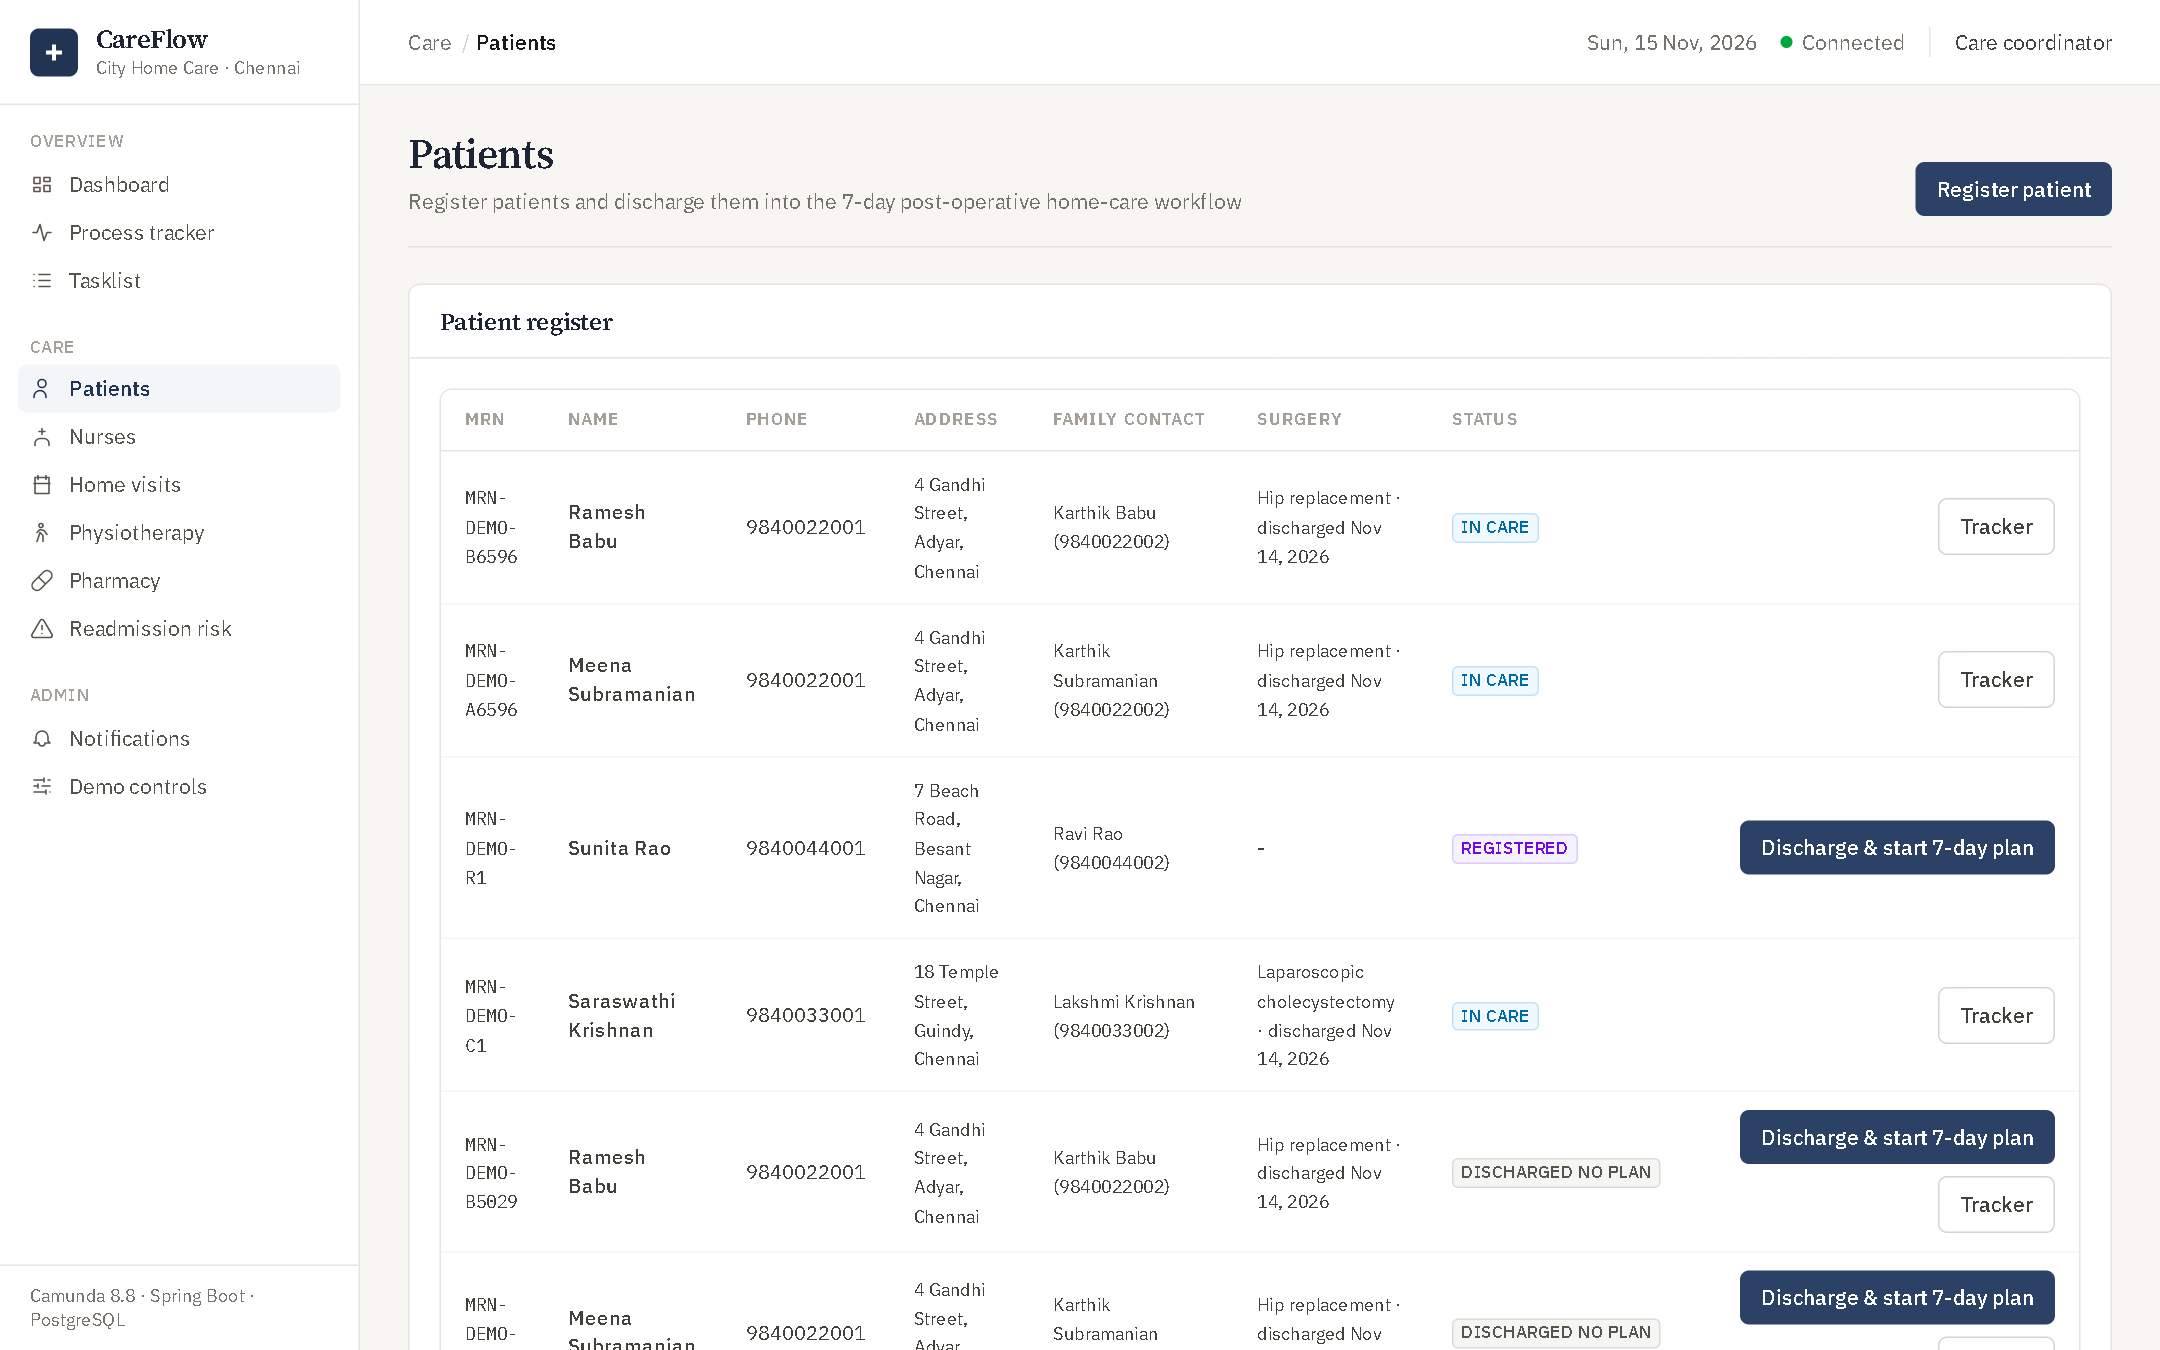 CareFlow
City Home Care · Chennai
OVERVIEW
Dashboard
Process tracker
Tasklist
CARE
Patients
Nurses
Home visits
Physiotherapy
Pharmacy
Readmission risk
ADMIN
Notifications
Demo controls
Camunda 8.8 · Spring Boot ·
PostgreSQL
Care / Patients
Sun, 15 Nov, 2026
Connected
Care coordinator
Patients
Register patients and discharge them into the 7-day post-operative home-care workflow
Register patient
Patient register
MRN NAME PHONE ADDRESS FAMILY CONTACT SURGERY STATUS
MRN-
DEMO-
B6596
Ramesh
Babu
9840022001
4 Gandhi
Street,
Adyar,
Chennai
Karthik Babu
(9840022002)
Hip replacement ·
discharged Nov
14, 2026
IN CARE
Tracker
MRN-
DEMO-
A6596
Meena
Subramanian
9840022001
4 Gandhi
Street,
Adyar,
Chennai
Karthik
Subramanian
(9840022002)
Hip replacement ·
discharged Nov
14, 2026
IN CARE
Tracker
MRN-
DEMO-
R1
Sunita Rao
9840044001
7 Beach
Road,
Besant
Nagar,
Chennai
Ravi Rao
(9840044002)
-
REGISTERED
Discharge & start 7-day plan
MRN-
DEMO-
C1
Saraswathi
Krishnan
9840033001
18 Temple
Street,
Guindy,
Chennai
Lakshmi Krishnan
(9840033002)
Laparoscopic
cholecystectomy
· discharged Nov
14, 2026
IN CARE
Tracker
MRN-
DEMO-
B5029
Ramesh
Babu
9840022001
4 Gandhi
Street,
Adyar,
Chennai
Karthik Babu
(9840022002)
Hip replacement ·
discharged Nov
14, 2026
DISCHARGED NO PLAN
Discharge & start 7-day plan
Tracker
MRN-
DEMO-
Meena
Subramanian
9840022001
4 Gandhi
Street,
Adyar,
Karthik
Subramanian
Hip replacement ·
discharged Nov
DISCHARGED NO PLAN
Discharge & start 7-day plan